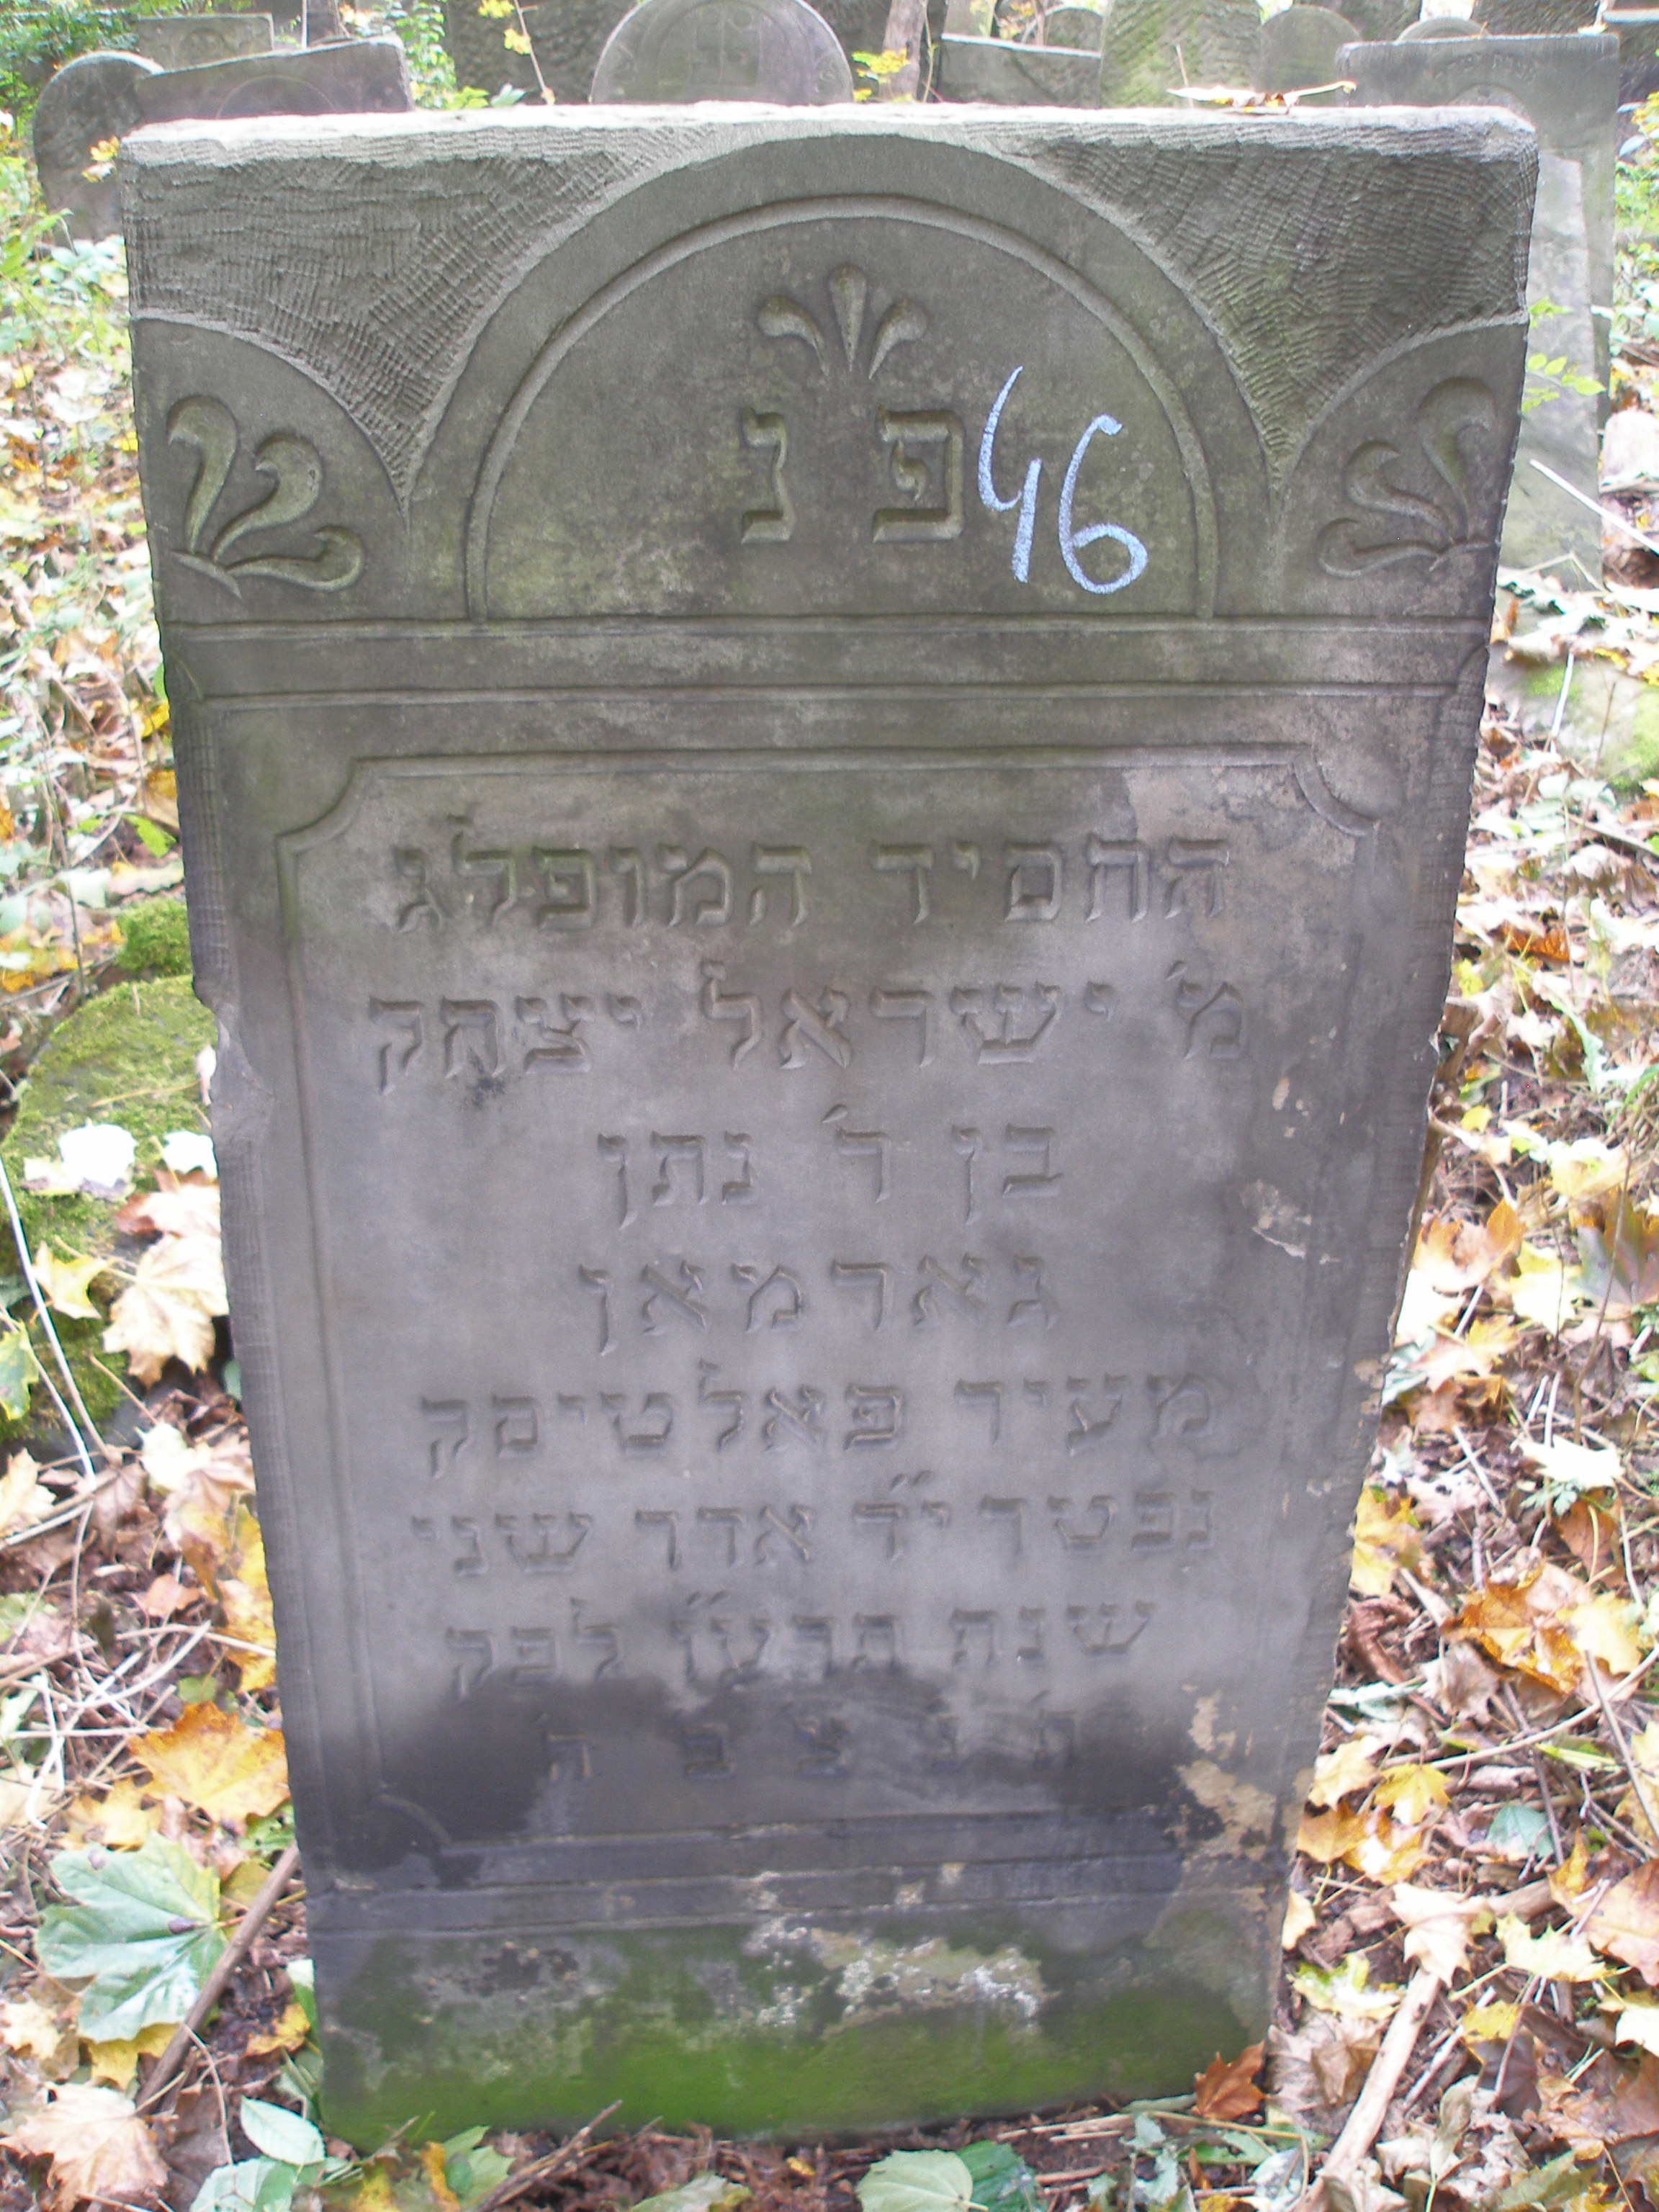 פ נ 46
החסיד המופלג
מ' ישראל יצחק
בן ר' נתן
גארמאן
מעיר פאלטיסק
נפטר י"ד אדר שני
שנת תרע"ו לפק
ת נ צ ב ה